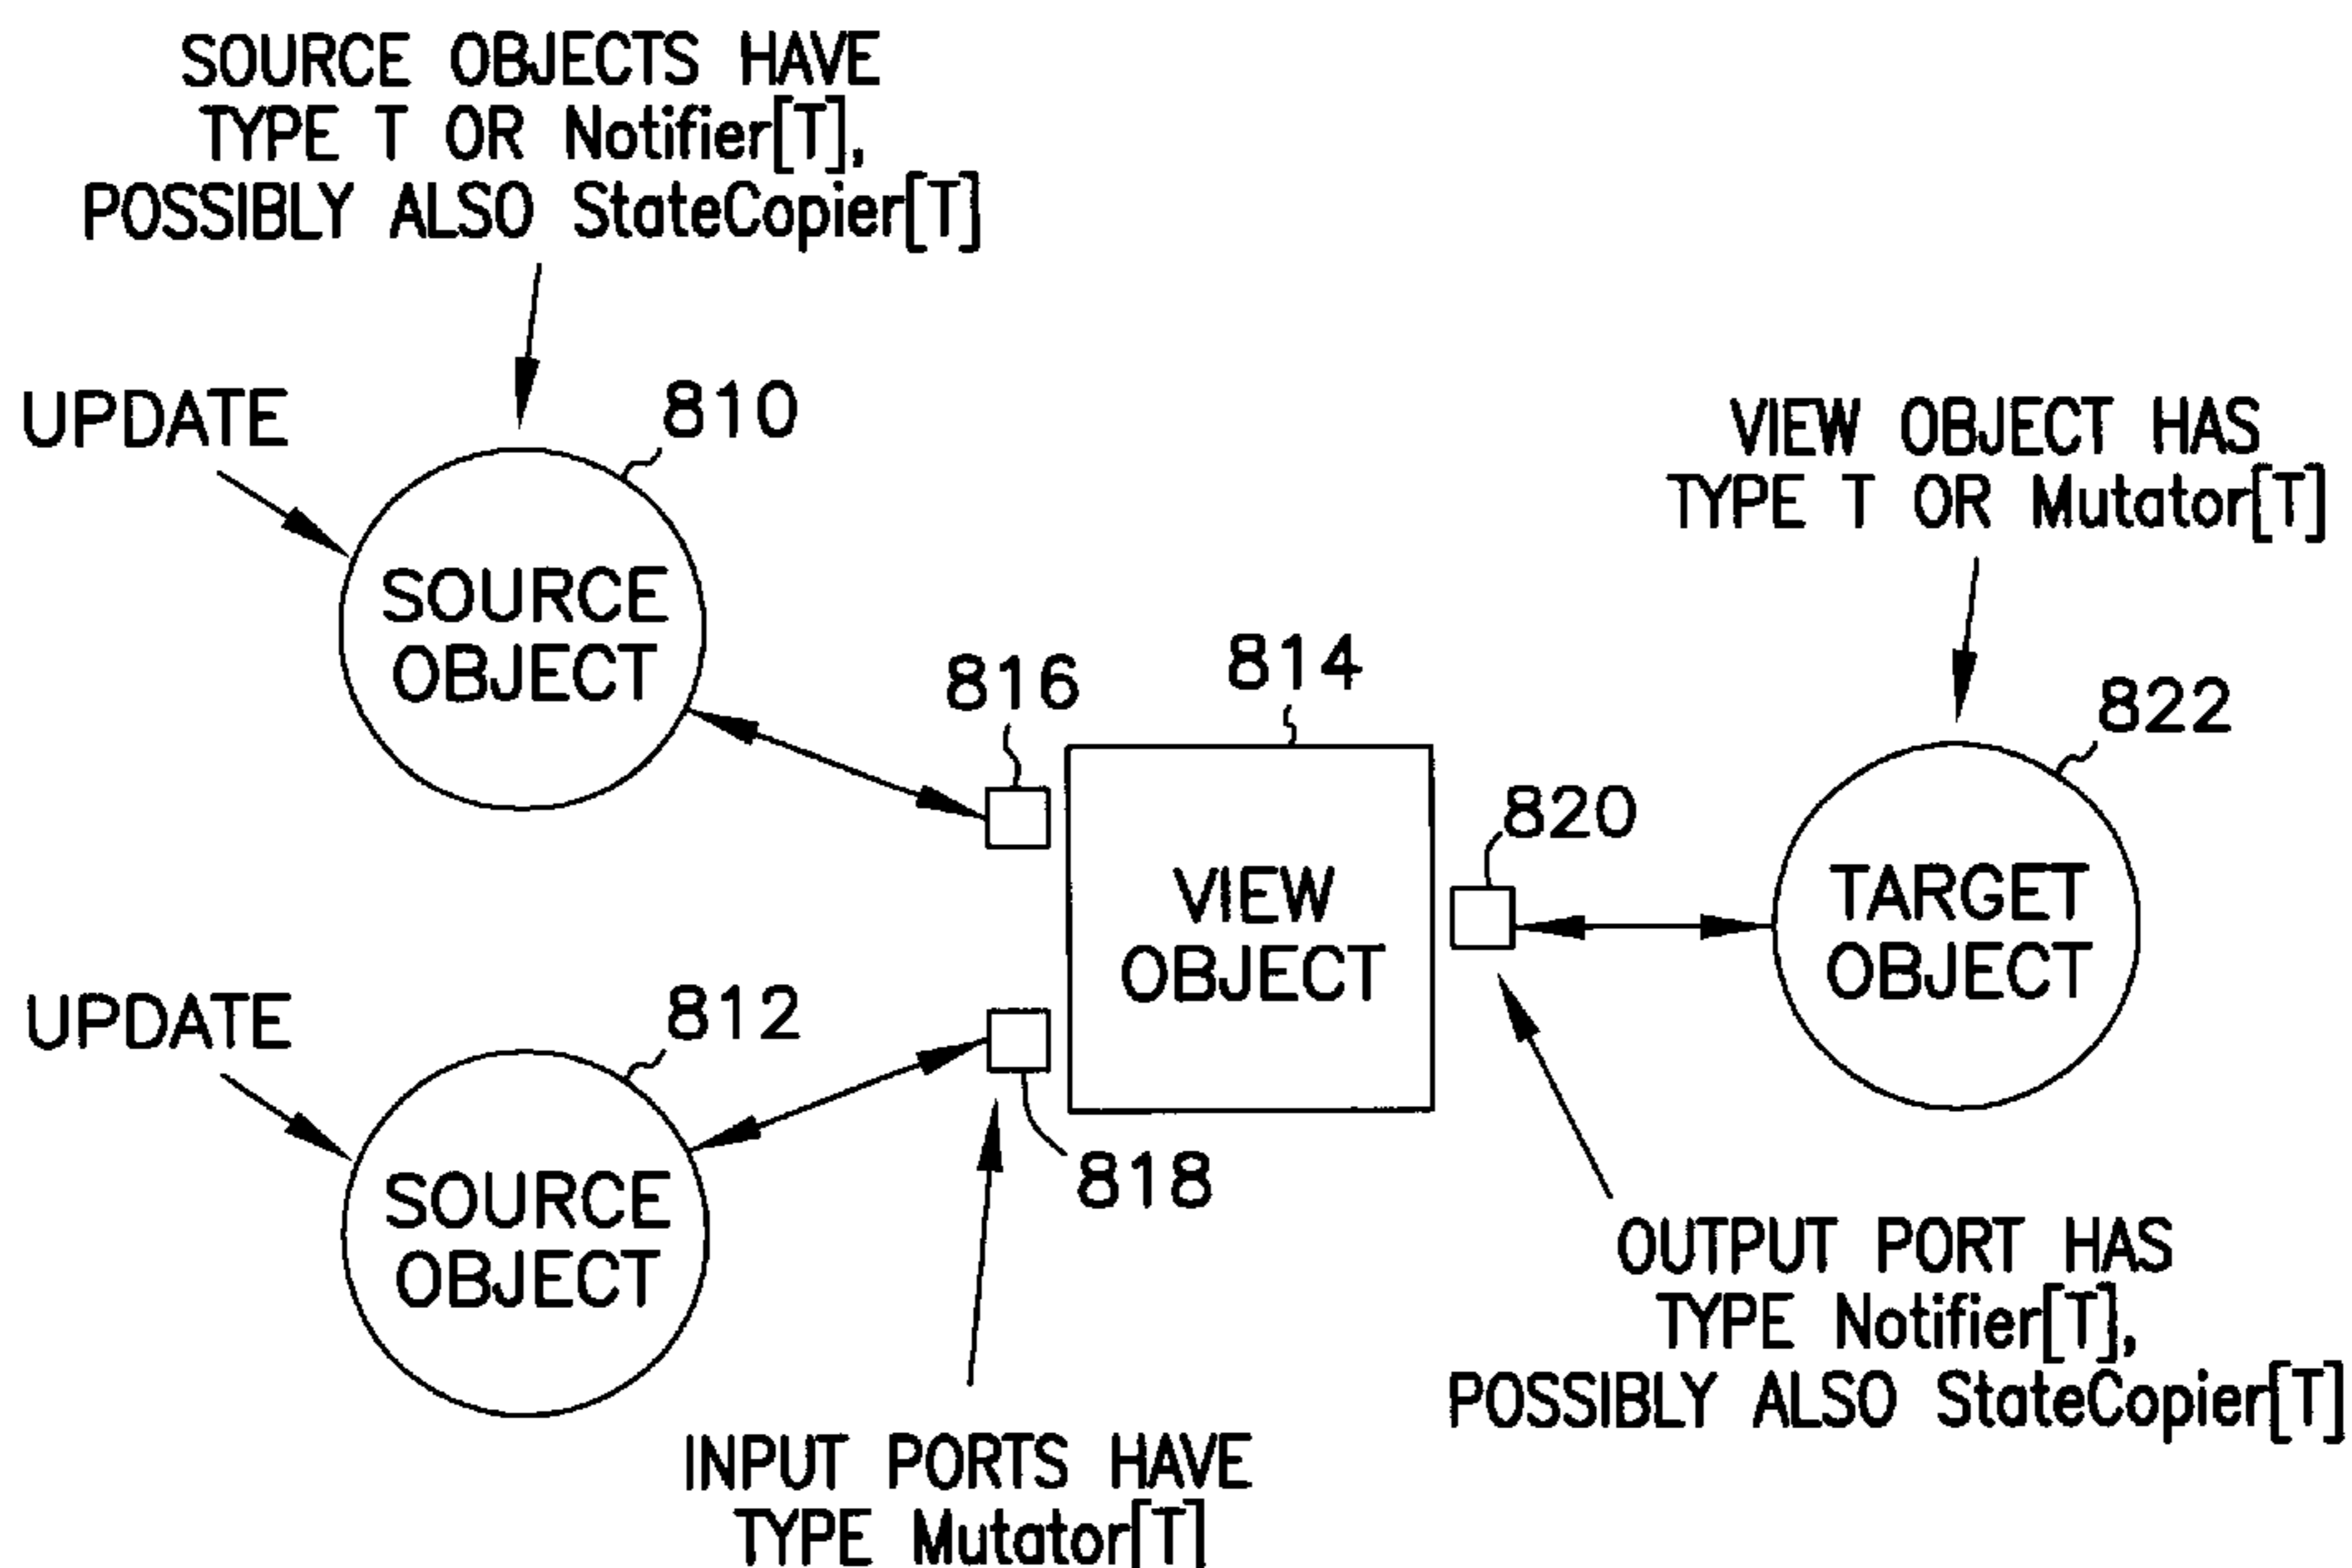 SOURCE OBJECTS HAVE
TYPE T OR Notifier[T],
POSSIBLY ALSO StateCopier[T]
UPDATE
810
SOURCE
OBJECT
VIEW OBJECT HAS
TYPE T OR Mutator[T]
816
814
822
820
VIEW
OBJECT
TARGET
OBJECT
UPDATE
812
SOURCE
OBJECT
818
OUTPUT PORT HAS
TYPE Notifier[T],
POSSIBLY ALSO StateCopier[T]
INPUT PORTS HAVE
TYPE Mutator[T]